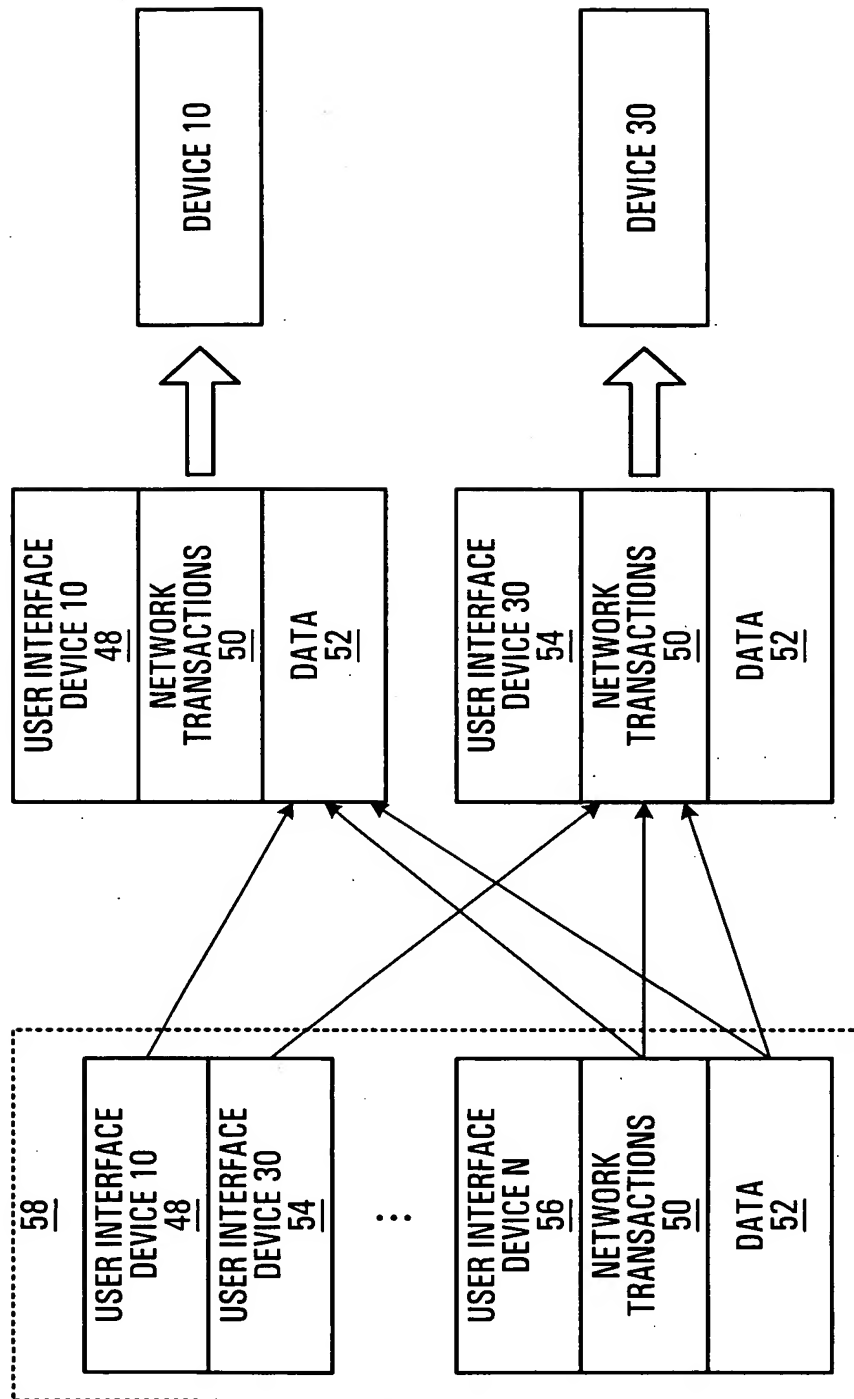 58
USER INTERFACE
DEVICE 10
48
USER INTERFACE
DEVICE 30
54
...
USER INTERFACE
DEVICE N
56
NETWORK
TRANSACTIONS
50
DATA
52
USER INTERFACE
DEVICE 10
48
NETWORK
TRANSACTIONS
50
DATA
52
USER INTERFACE
DEVICE 30
54
NETWORK
TRANSACTIONS
50
DATA
52
DEVICE 10
DEVICE 30